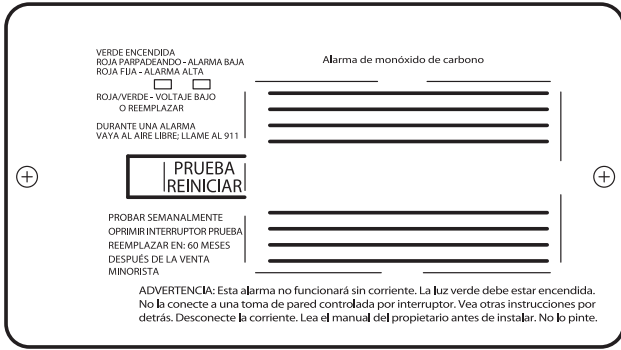 VERDE ENCENDIDA
ROJA PARPADEANDO - ALARMA BAJA
ROJA FIJA - ALARMA ALTA
ROJA/VERDE - VOLTAJE BAJO
O REEMPLAZAR
DURANTE UNA ALARMA
VAYA AL AIRE LIBRE; LLAME AL 911
Alarma de monóxido de carbono
PRUEBA
REINICIAR
PROBAR SEMANALMENTE
OPRIMIR INTERRUPTOR PRUEBA
REEMPLAZAR EN: 60 MESES
DESPUÉS DE LA VENTA
MINORISTA
ADVERTENCIA: Esta alarma no funcionará sin corriente. La luz verde debe estar encendida.
No la conecte a una toma de pared controlada por interruptor. Vea otras instrucciones por
detrás. Desconecte la corriente. Lea el manual del propietario antes de instalar. No lo pinte.